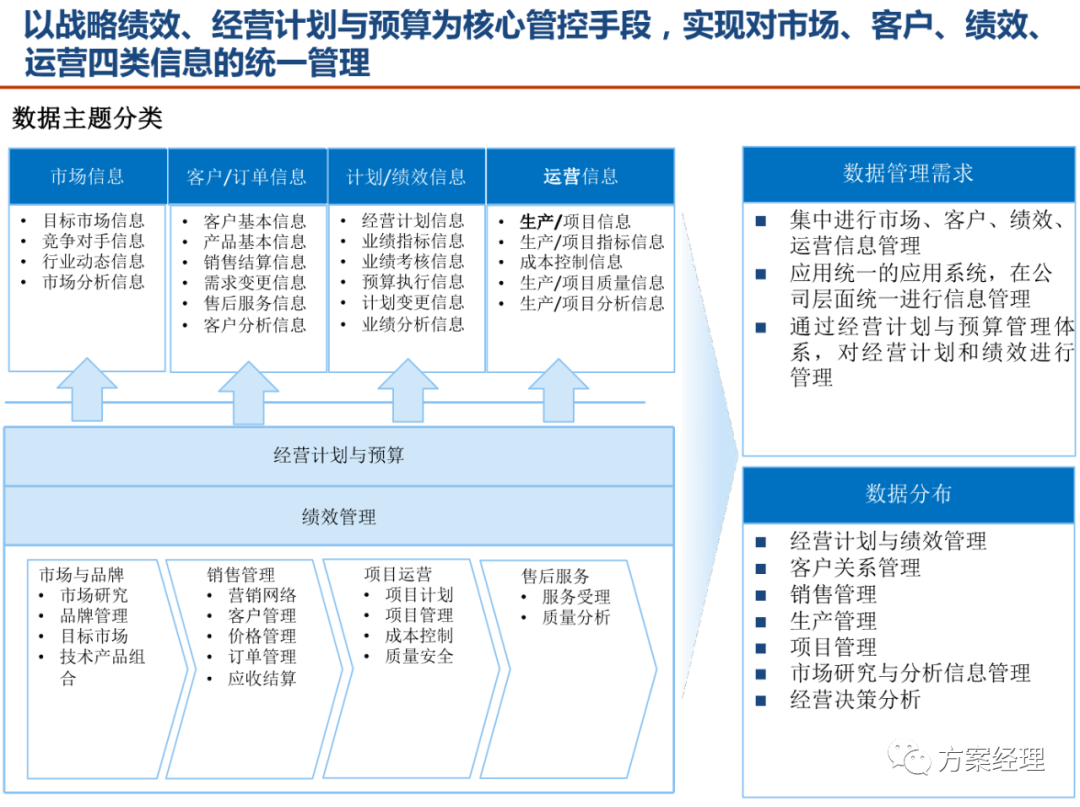 以战略绩效、经营计划与预算为核心管控手段，实现对市场、客户、绩效、
运营四类信息的统一管理
数据主题分类
市场信息
• 目标市场信息
• 竞争对手信息
• 行业动态信息
• 市场分析信息
客户/订单信息
• 客户基本信息
• 产品基本信息
• 销售结算信息
• 需求变更信息
• 售后服务信息
• 客户分析信息
计划/绩效信息
• 经营计划信息
• 业绩指标信息
• 业绩考核信息
• 预算执行信息
• 计划变更信息
• 业绩分析信息
运营信息
• 生产/项目信息
• 生产/项目指标信息
• 成本控制信息
• 生产/项目质量信息
• 生产/项目分析信息
经营计划与预算
绩效管理
市场与品牌
• 市场研究
• 品牌管理
• 目标市场
• 技术产品组
合
销售管理
• 营销网络
• 客户管理
• 价格管理
• 订单管理
• 应收结算
项目运营
• 项目计划
• 项目管理
• 成本控制
• 质量安全
售后服务
• 服务受理
• 质量分析
数据管理需求
■ 集中进行市场、客户、绩效、
运营信息管理
■ 应用统一的应用系统，在公
司层面统一进行信息管理
■ 通过经营计划与预算管理体
系，对经营计划和绩效进行
管理
数据分布
■ 经营计划与绩效管理
■ 客户关系管理
■ 销售管理
■ 生产管理
■ 项目管理
■ 市场研究与分析信息管理
■ 经营决策分析
方案经理